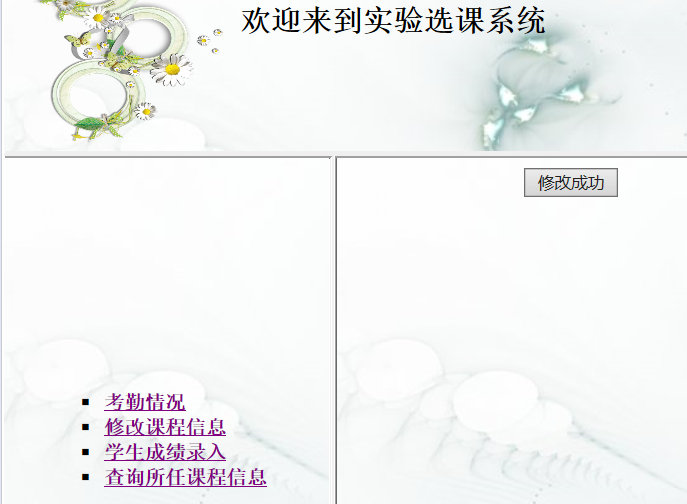 欢迎来到实验选课系统
修改成功
考勤情况
修改课程信息
学生成绩录入
查询所任课程信息